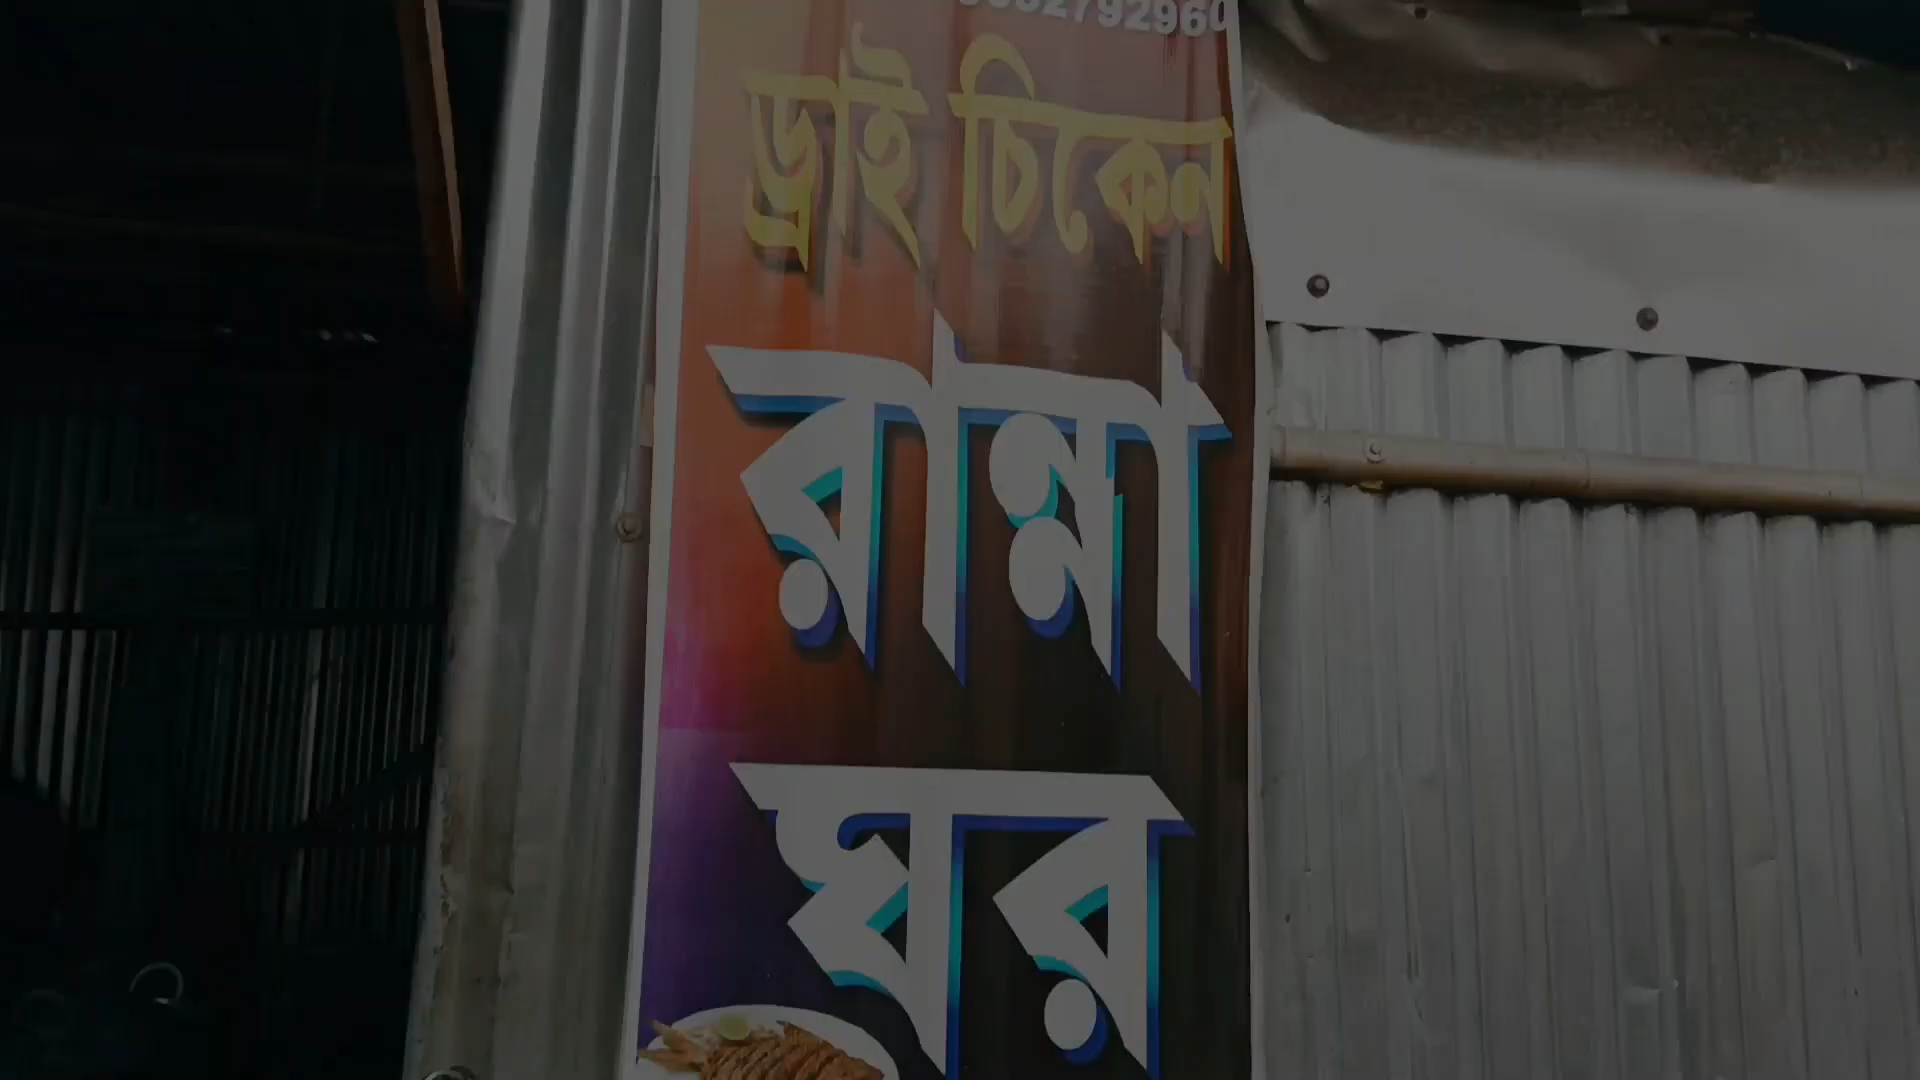 ড্রাই চিকেন
রান্না
ঘর